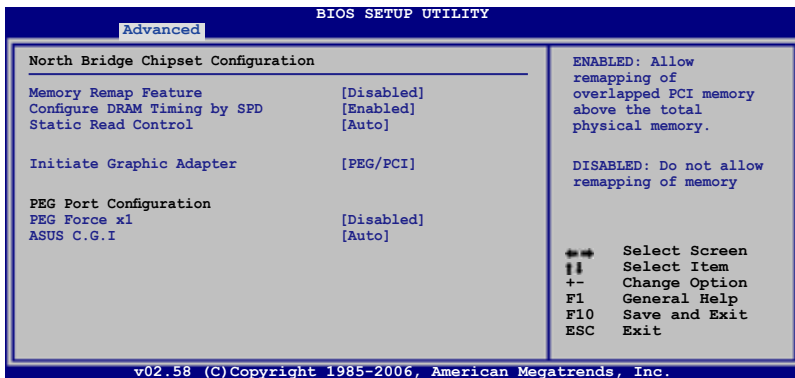 BIOS SETUP UTILITY
Advanced
North Bridge Chipset Configuration
Memory Remap Feature [Disabled]
Configure DRAM Timing by SPD [Enabled]
Static Read Control [Auto]
Initiate Graphic Adapter [PEG/PCI]
PEG Port Configuration
PEG Force x1 [Disabled]
ASUS C.G.I [Auto]
ENABLED: Allow
remapping of
overlapped PCI memory
above the total
physical memory.
DISABLED: Do not allow
remapping of memory
←→ Select Screen
↑↓ Select Item
+- Change Option
F1 General Help
F10 Save and Exit
ESC Exit
v02.58 (C)Copyright 1985-2006, American Megatrends, Inc.